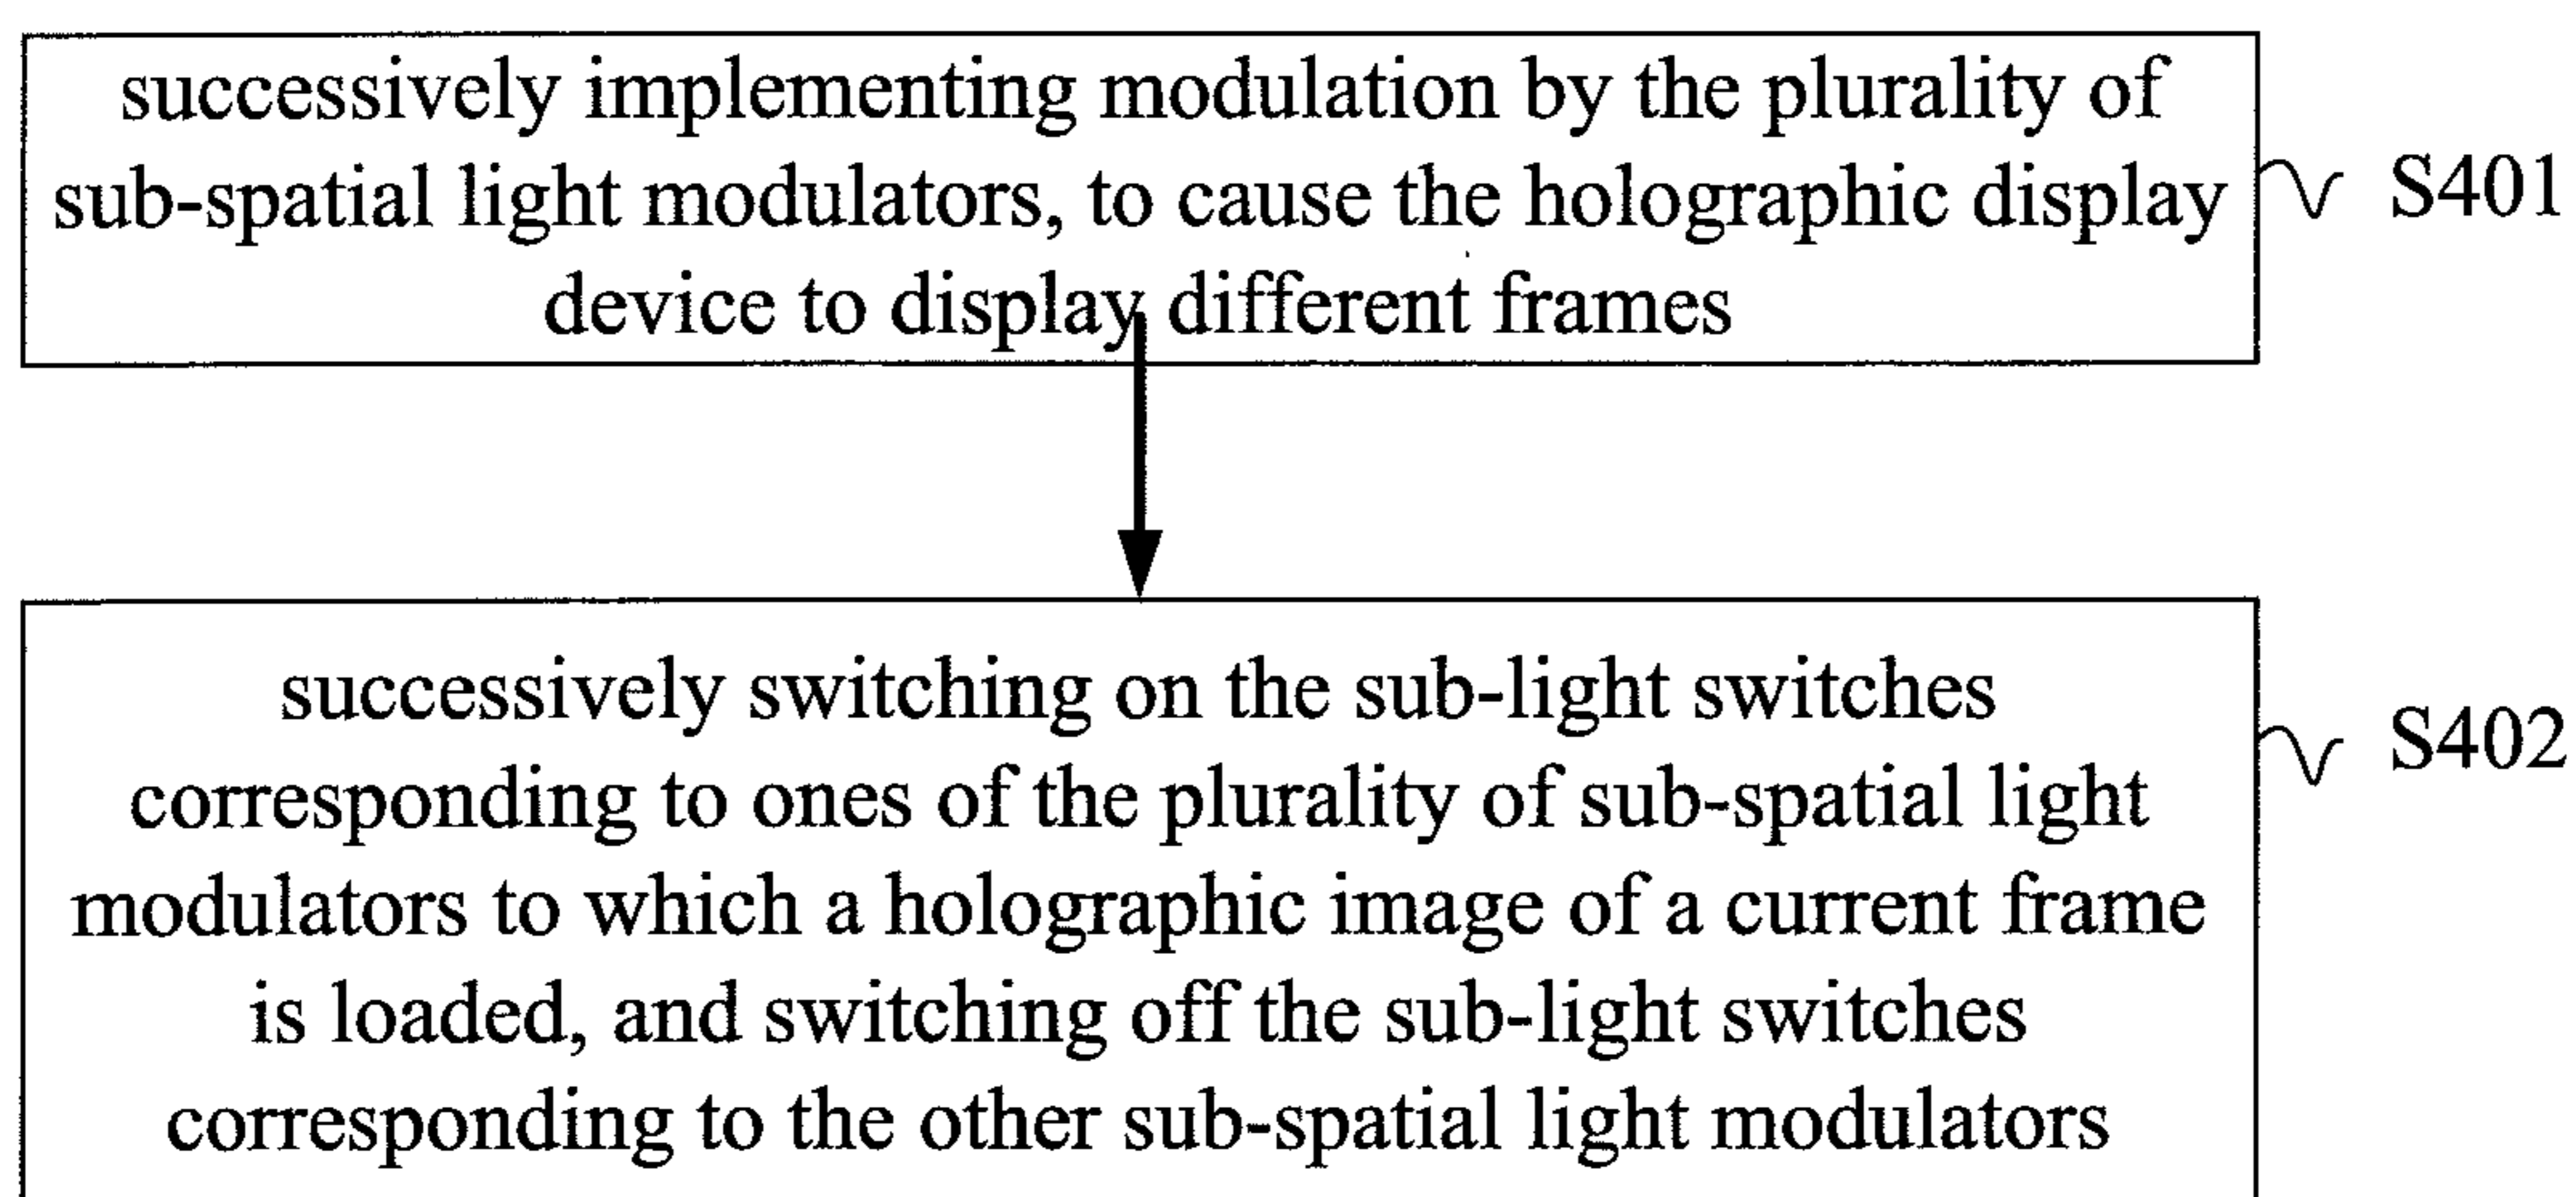 successively implementing modulation by the plurality of
sub-spatial light modulators, to cause the holographic display
device to display different frames
S401
successively switching on the sub-light switches
corresponding to ones of the plurality of sub-spatial light
modulators to which a holographic image of a current frame
is loaded, and switching off the sub-light switches
corresponding to the other sub-spatial light modulators
S402